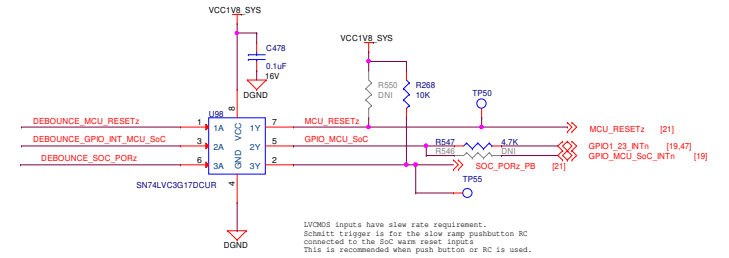 VCC1V8_SYS
C478
0.1uF
16V
DGND
VCC1V8_SYS
R550
DNI
R268
10K
TP50
U98
8
VCC
DEBOUNCE_MCU_RESETz
1
1A
1Y
7
MCU_RESETz
MCU_RESETz [21]
DEBOUNCE_GPIO_INT_MCU_SoC
3
2A
2Y
5
GPIO_MCU_SoC
R547
4.7K
GPIO1_23_INTn [19,47]
R546
DNI
GPIO_MCU_SoC_INTn [19]
DEBOUNCE_SOC_PORz
6
3A
GND
3Y
2
SOC_PORz_PB [21]
SN74LVC3G17DCUR
4
TP55
DGND
LVCMOS inputs have slew rate requirement.
Schmitt trigger is for the slow ramp pushbutton RC
connected to the SoC warm reset inputs
This is recommended when push button or RC is used.